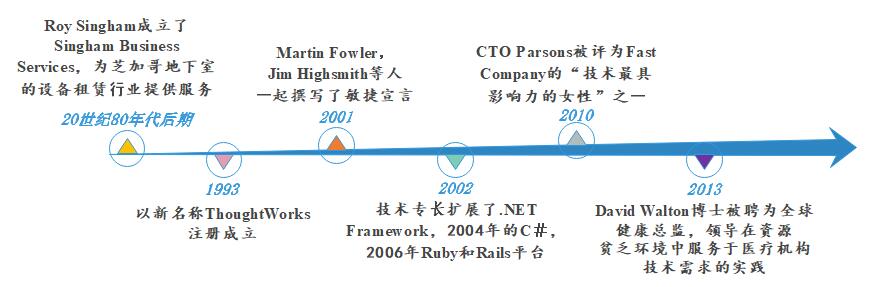 Roy Singham成立了
Singham Business
Services，为芝加哥地下室
的设备租赁行业提供服务
20世纪80年代后期
1993
以新名称ThoughtWorks
注册成立
Martin Fowler，
Jim Highsmith等人
一起撰写了敏捷宣言
2001
2002
技术专长扩展了.NET
Framework，2004年的C#，
2006年Ruby和Rails平台
CTO Parsons被评为Fast
Company的“技术最具
影响力的女性”之一
2010
2013
David Walton博士被聘为全球
健康总监，领导在资源
贫乏环境中服务于医疗机构
技术需求的实践